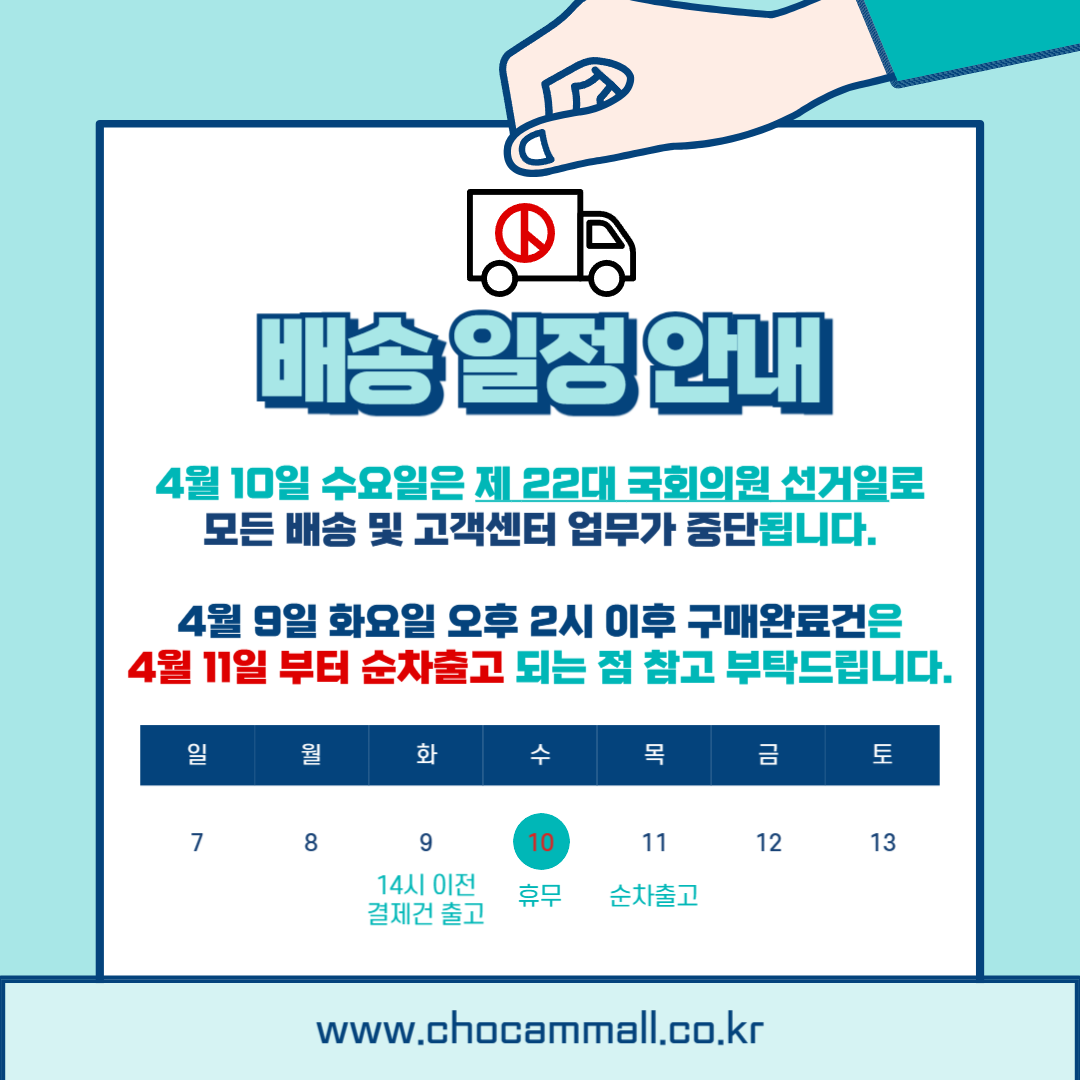 배송 일정 안내
4월 10일 수요일은 제 22대 국회의원 선거일로
모든 배송 및 고객센터 업무가 중단됩니다.
4월 9일 화요일 오후 2시 이후 구매완료건은
4월 11일 부터 순차출고 되는 점 참고 부탁드립니다.
일 월 화 수 목 금 토
7 8 9 10 11 12 13
14시 이전
결제건 출고
휴무
순차출고
www.chocammall.co.kr